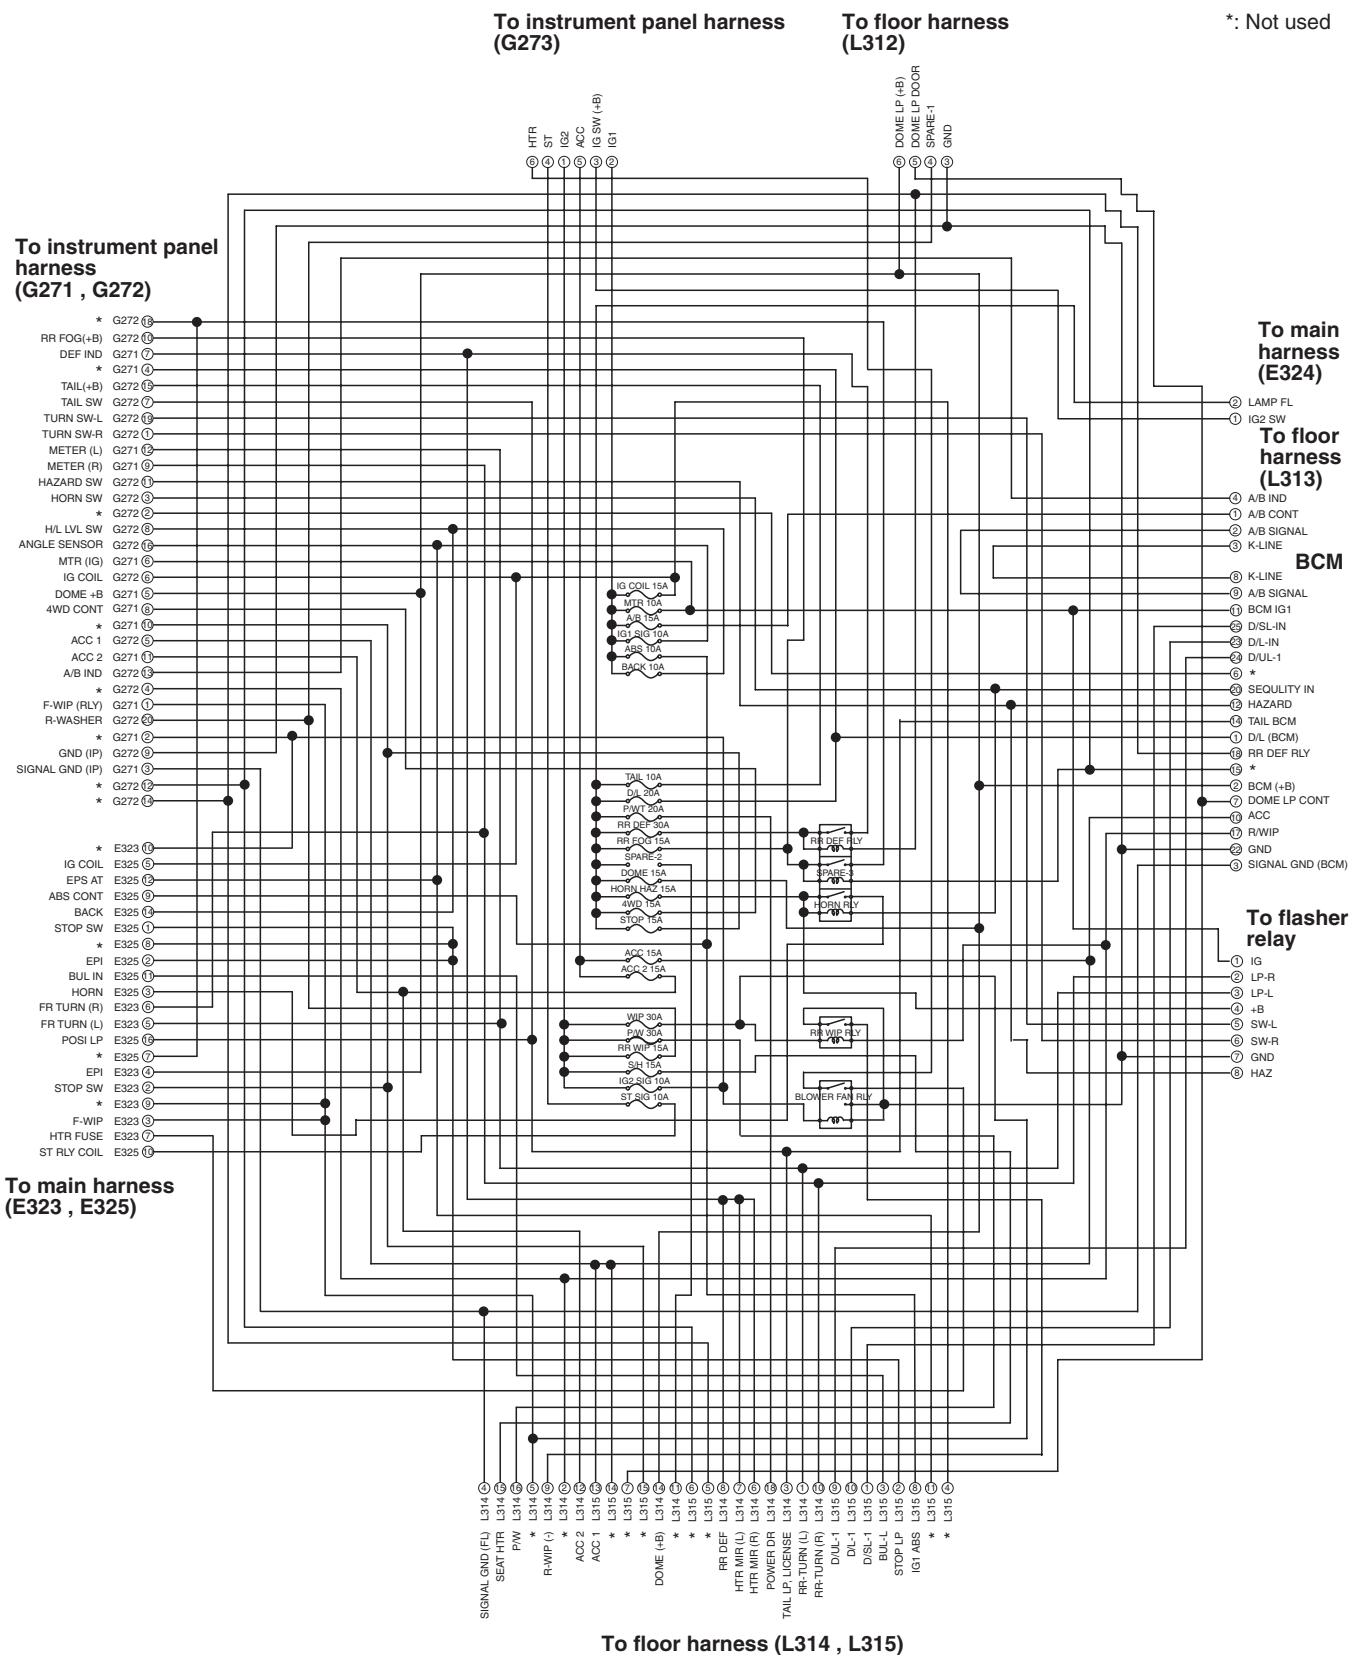 To instrument panel harness
(G273)
To floor harness
(L312)
*: Not used
HTR
ST
IG2
ACC
IG SW (+B)
IG1
6 4 1 5 3 2
DOME LP (+B)
DOME LP DOOR
SPARE-1
GND
6 5 4 3
To instrument panel
harness
(G271 , G272)
* G272 18
RR FOG(+B) G272 10
DEF IND G271 7
* G271 4
TAIL(+B) G272 15
TAIL SW G272 7
TURN SW-L G272 19
TURN SW-R G272 1
METER (L) G271 12
METER (R) G271 9
HAZARD SW G272 11
HORN SW G272 3
* G272 2
H/L LVL SW G272 8
ANGLE SENSOR G272 16
MTR (IG) G271 6
IG COIL G272 6
DOME +B G271 5
4WD CONT G271 8
* G271 10
ACC 1 G272 5
ACC 2 G271 11
A/B IND G272 13
* G272 4
F-WIP (RLY) G271 1
R-WASHER G272 20
* G271 2
GND (IP) G272 9
SIGNAL GND (IP) G271 3
* G272 12
* G272 14
* E323 10
IG COIL E325 5
EPS AT E325 12
ABS CONT E325 9
BACK E325 14
STOP SW E325 1
* E325 8
EPI E325 2
BUL IN E325 11
HORN E325 3
FR TURN (R) E323 6
FR TURN (L) E323 5
POSI LP E325 16
* E325 7
EPI E323 4
STOP SW E323 2
* E323 9
F-WIP E323 3
HTR FUSE E323 7
ST RLY COIL E325 10
To main harness
(E323 , E325)
IG COIL 15A
MTR 10A
A/B 15A
IG1 SIG 10A
ABS 10A
BACK 10A
TAIL 10A
D/L 20A
P/WT 20A
RR DEF 30A
RR FOG 15A
SPARE-2
DOME 15A
HORN HAZ 15A
4WD 15A
STOP 15A
ACC 15A
ACC 2 15A
WIP 30A
P/W 30A
RR WIP 15A
S/H 15A
IG2 SIG 10A
ST SIG 10A
RR DEF RLY
SPARE-3
HORN RLY
RR WIP RLY
BLOWER FAN RLY
To main
harness
(E324)
2 LAMP FL
1 IG2 SW
To floor
harness
(L313)
4 A/B IND
1 A/B CONT
2 A/B SIGNAL
3 K-LINE
BCM
8 K-LINE
9 A/B SIGNAL
11 BCM IG1
25 D/SL-IN
23 D/L-IN
24 D/UL-1
6 *
20 SEQULITY IN
12 HAZARD
14 TAIL BCM
1 D/L (BCM)
18 RR DEF RLY
15 *
2 BCM (+B)
7 DOME LP CONT
10 ACC
17 R/WIP
22 GND
3 SIGNAL GND (BCM)
To flasher
relay
1 IG
2 LP-R
3 LP-L
4 +B
5 SW-L
6 SW-R
7 GND
8 HAZ
SIGNAL GND (FL) L314 4
SEAT HTR L314 15
P/W L314 16
* L314 5
R-WIP (-) L314 9
* L314 2
ACC 2 L314 12
ACC 1 L315 13
* L315 14
* L315 7
* L315 15
DOME (+B) L314 14
* L314 11
* L315 6
* L315 5
RR DEF L314 8
HTR MIR (L) L314 7
HTR MIR (R) L314 6
POWER DR L314 18
TAIL LP, LICENSE L314 3
RR-TURN (L) L314 1
RR-TURN (R) L314 10
D/UL-1 L315 9
D/L-1 L315 10
D/SL-1 L315 1
BUL-L L315 3
STOP LP L315 2
IG1 ABS L315 8
* L315 11
* L315 4
To floor harness (L314 , L315)